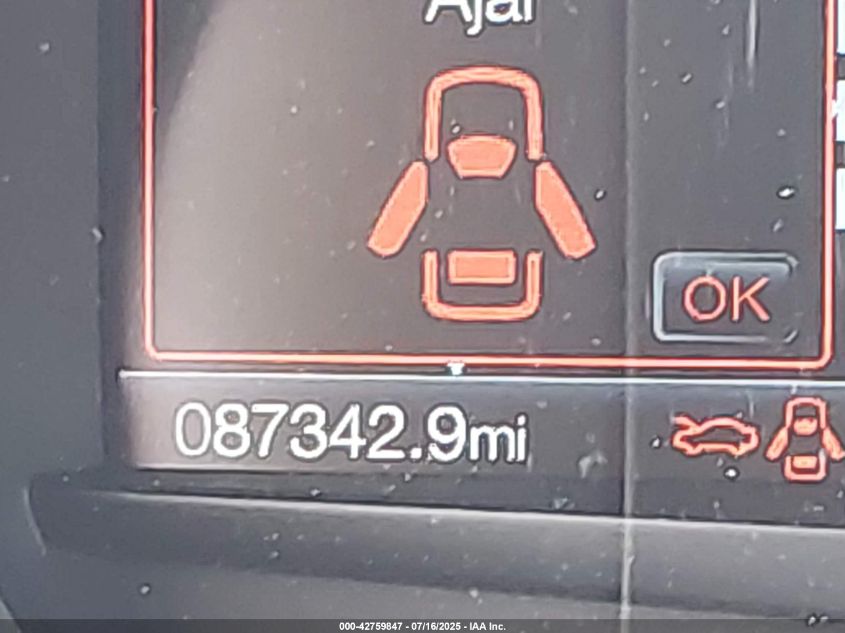 Ajar
OK
087342.9mi
000-42759847 - 07/16/2025 - IAA Inc.